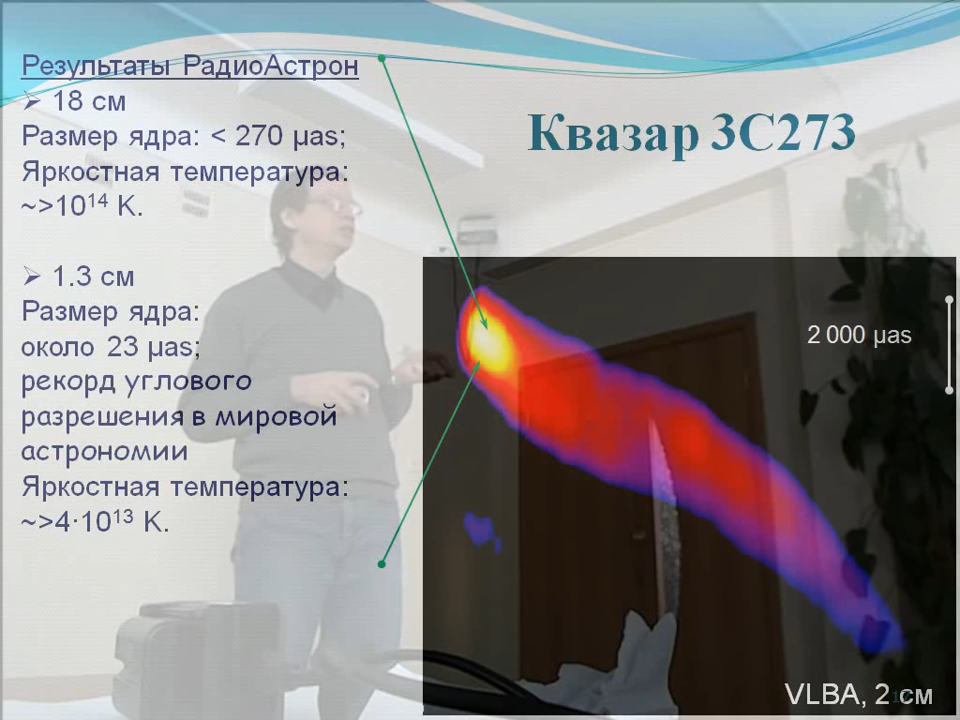 Результаты РадиоАстрон
➢ 18 см
Размер ядра: < 270 μas;
Яркостная температура:
~>10¹⁴ K.
Квазар 3C273
➢ 1.3 см
Размер ядра:
около 23 μas;
рекорд углового
разрешения в мировой
астрономии
Яркостная температура:
~>4·10¹³ K.
2 000 μas
VLBA, 2 см